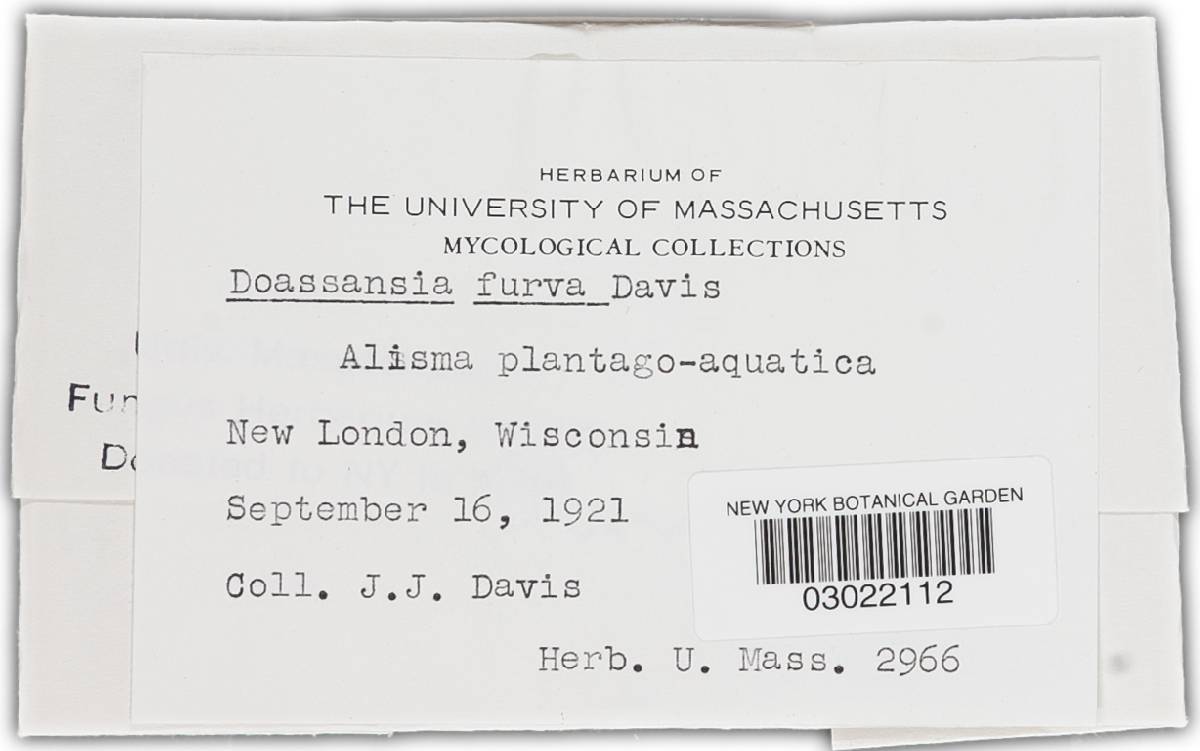 HERBARIUM OF
THE UNIVERSITY OF MASSACHUSETTS
MYCOLOGICAL COLLECTIONS
Doassansia furva Davis
Alisma plantago-aquatica
New London, Wisconsin
September 16, 1921
Coll. J.J. Davis
NEW YORK BOTANICAL GARDEN
03022112
Herb. U. Mass. 2966